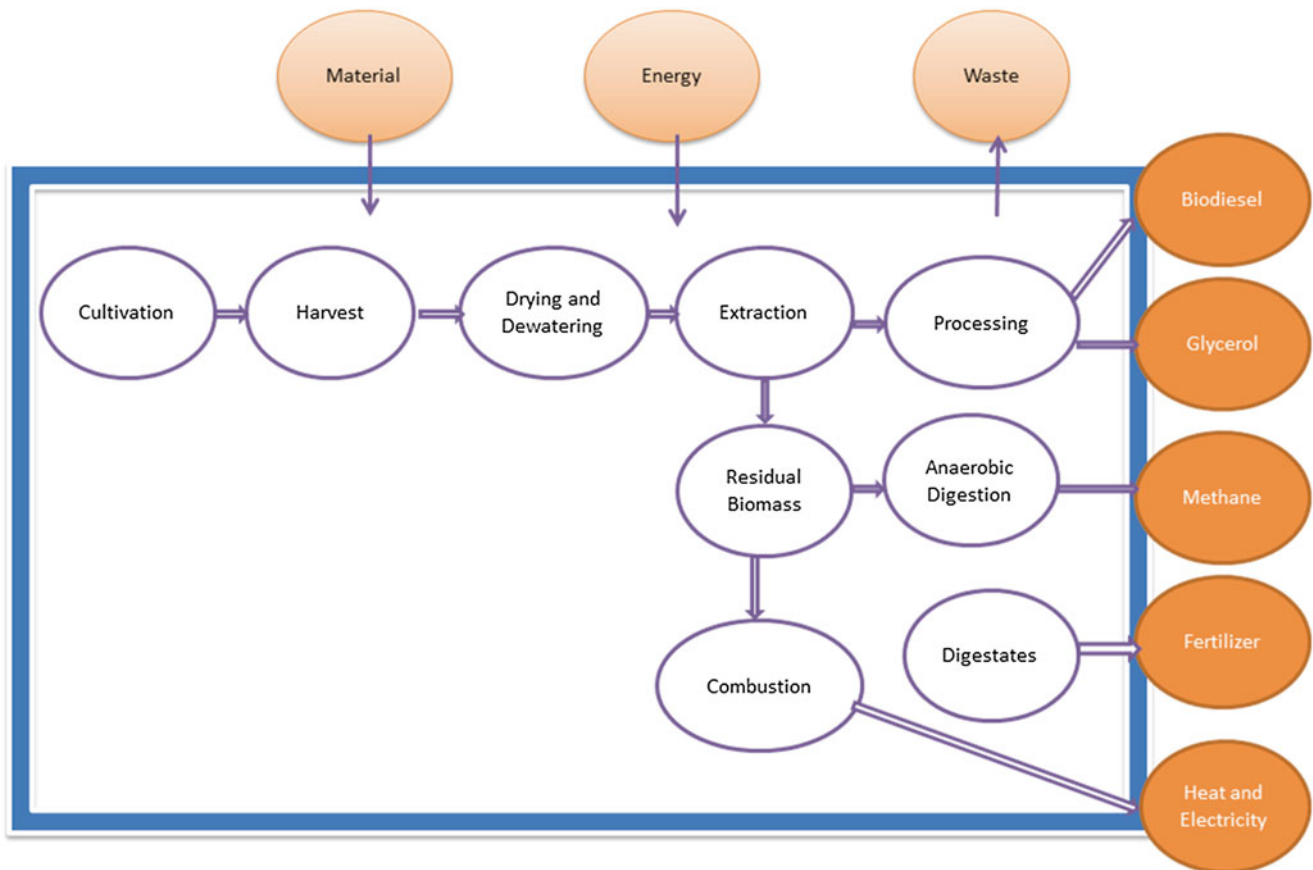 Material
Energy
Waste
Biodiesel
Cultivation
Harvest
Drying and
Dewatering
Extraction
Processing
Glycerol
Residual
Biomass
Anaerobic
Digestion
Methane
Combustion
Digestates
Fertilizer
Heat and
Electricity